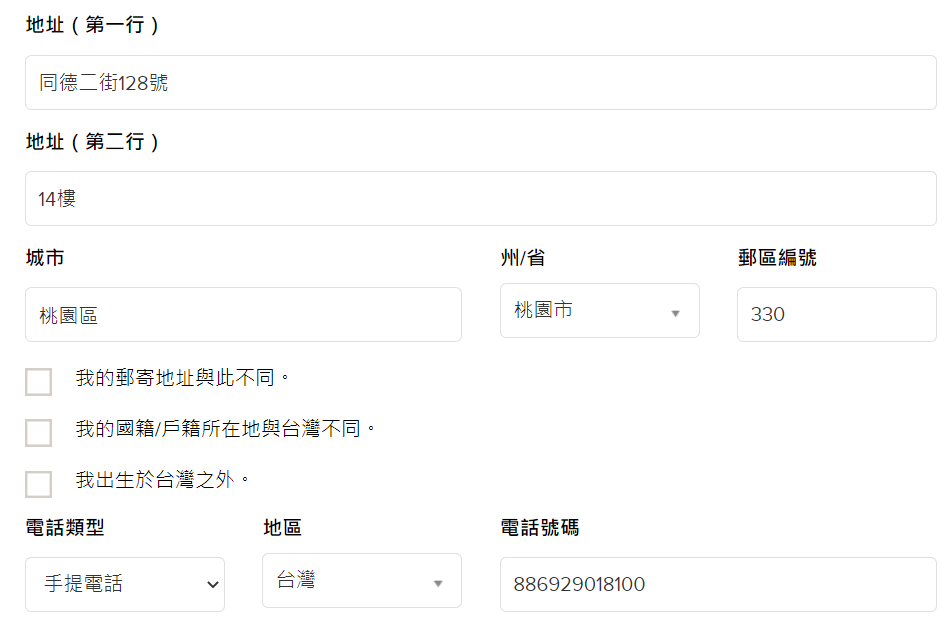 地址（第一行）
同德二街128號
地址（第二行）
14樓
城市 州/省 郵區編號
桃園區 桃園市 330
我的郵寄地址與此不同。
我的國籍/戶籍所在地與台灣不同。
我出生於台灣之外。
電話類型 地區 電話號碼
手提電話 台灣 886929018100